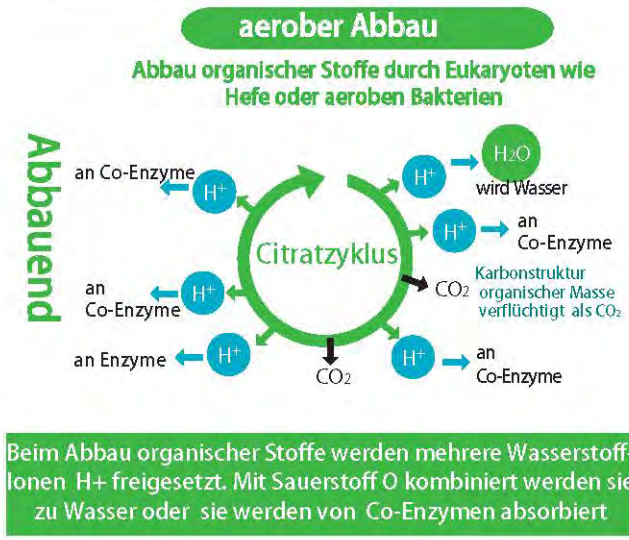 aerober Abbau
Abbau organischer Stoffe durch Eukaryoten wie
Hefe oder aeroben Bakterien
Abbauend
an Co-Enzyme
H⁺
H⁺
H₂O
wird Wasser
H⁺
an
Co-Enzyme
Citratzyklus
an
Co-Enzyme
H⁺
CO₂
Karbonstruktur
organischer Masse
verflüchtigt als CO₂
an Enzyme
H⁺
CO₂
H⁺
an
Co-Enzyme
Beim Abbau organischer Stoffe werden mehrere Wasserstoff-
Ionen H+ freigesetzt. Mit Sauerstoff O kombiniert werden sie
zu Wasser oder sie werden von Co-Enzymen absorbiert